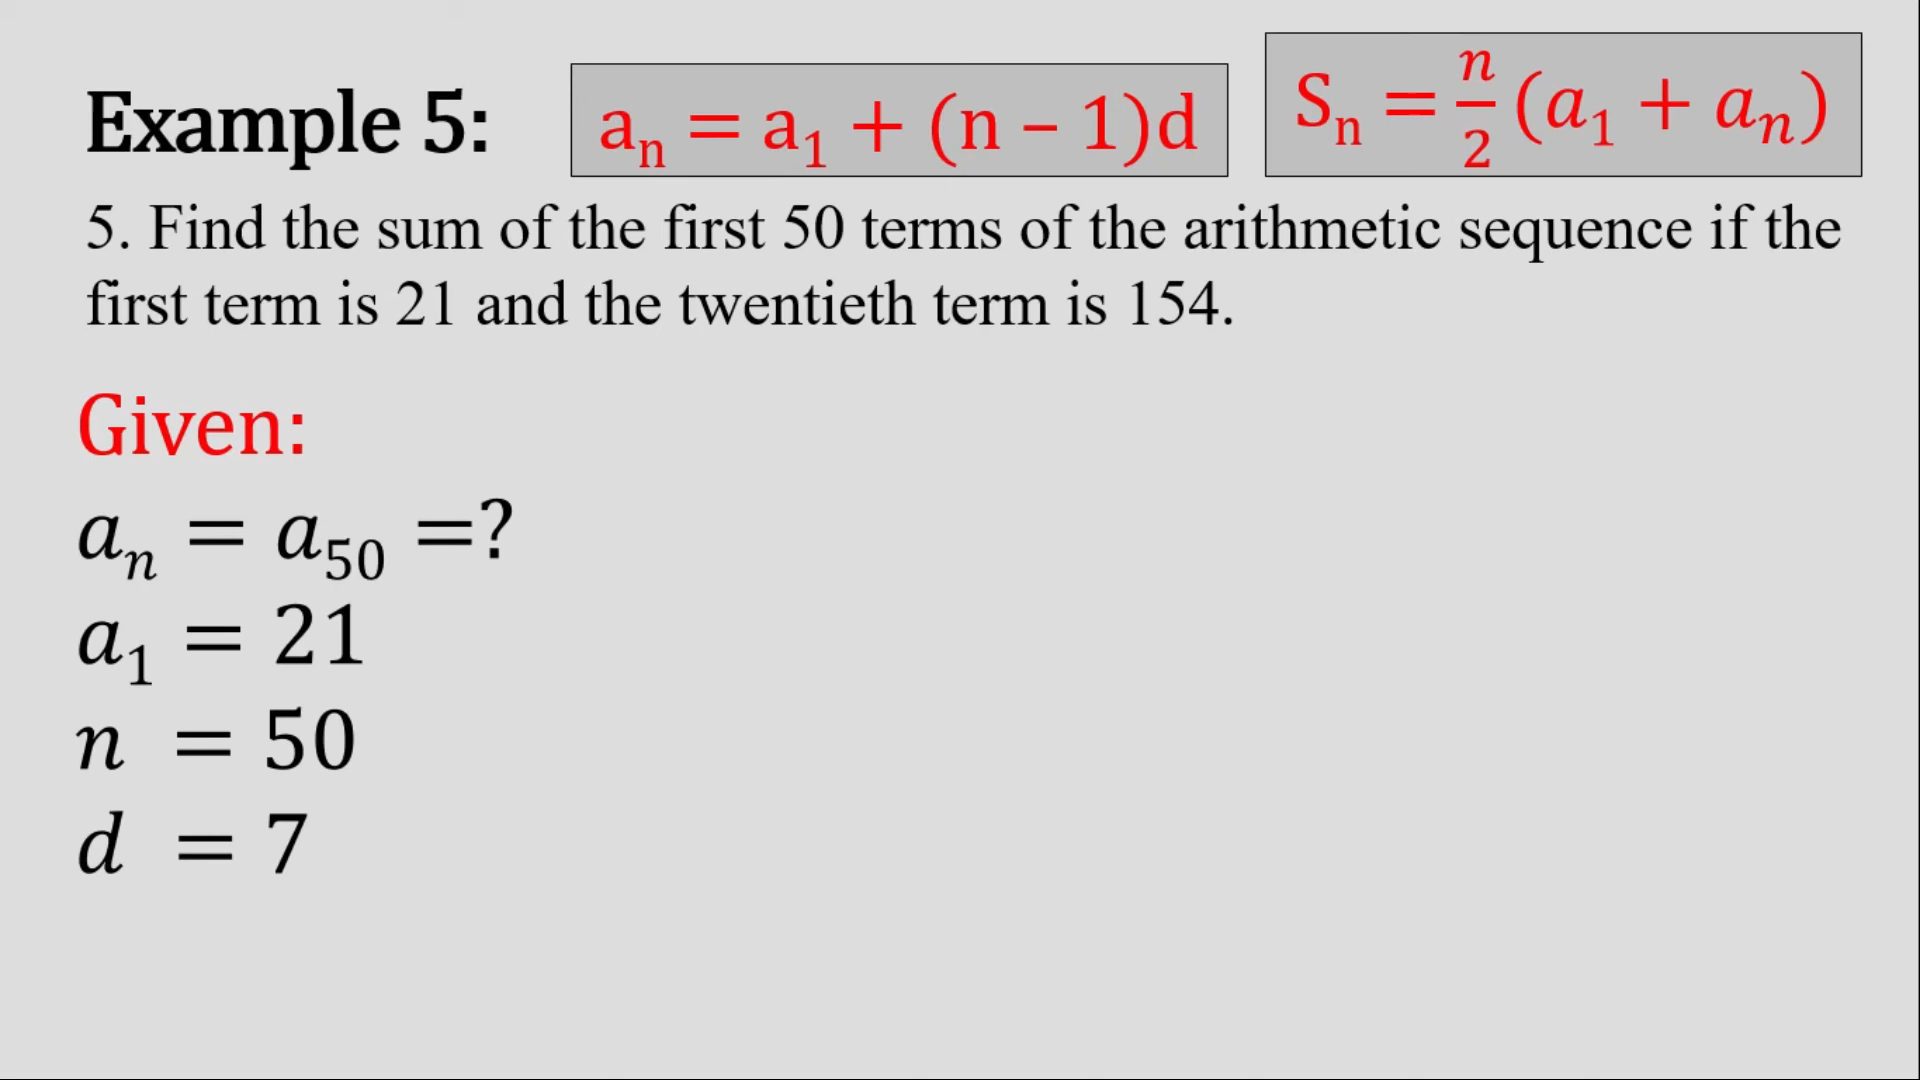 Example 5:
aₙ = a₁ + (n – 1)d
Sₙ = n/2 (a₁ + aₙ)
5. Find the sum of the first 50 terms of the arithmetic sequence if the
first term is 21 and the twentieth term is 154.
Given:
aₙ = a₅₀ =?
a₁ = 21
n = 50
d = 7